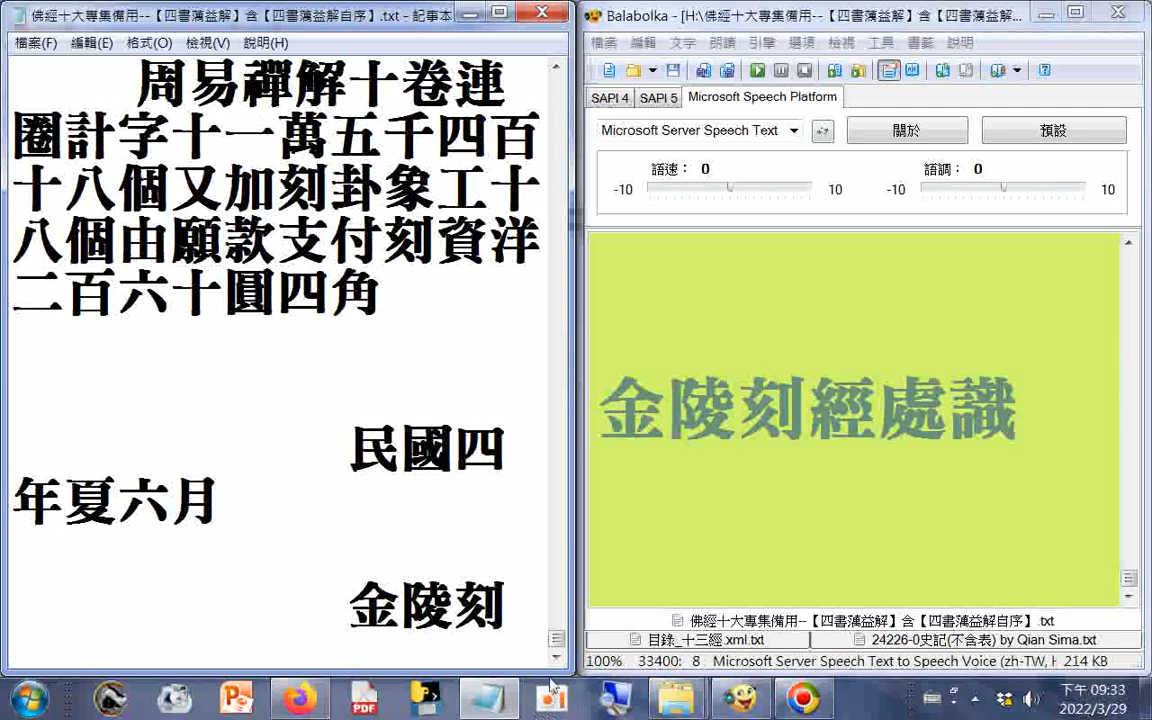 佛經十大專集備用--【四書蕅益解】含【四書蕅益解自序】.txt - 記事本
檔案(F) 編輯(E) 格式(O) 檢視(V) 說明(H)
周易禪解十卷連
圈計字十一萬五千四百
十八個又加刻卦象工十
八個由願款支付刻資洋
二百六十圓四角
民國四
年夏六月
金陵刻
Balabolka - [H:\佛經十大專集備用--【四書蕅益解】含【四書蕅益解...
檔案 編輯 文字 朗讀 引擎 選項 檢視 工具 書籤 說明
SAPI 4 SAPI 5 Microsoft Speech Platform
Microsoft Server Speech Text
關於 預設
語速： 0 語調： 0
-10 10 -10 10
金陵刻經處識
佛經十大專集備用--【四書蕅益解】含【四書蕅益解自序】.txt
目錄_十三經.xml.txt 24226-0史記(不含表) by Qian Sima.txt
100% 33400: 8 Microsoft Server Speech Text to Speech Voice (zh-TW, 214 KB
PDF
下午 09:33
2022/3/29